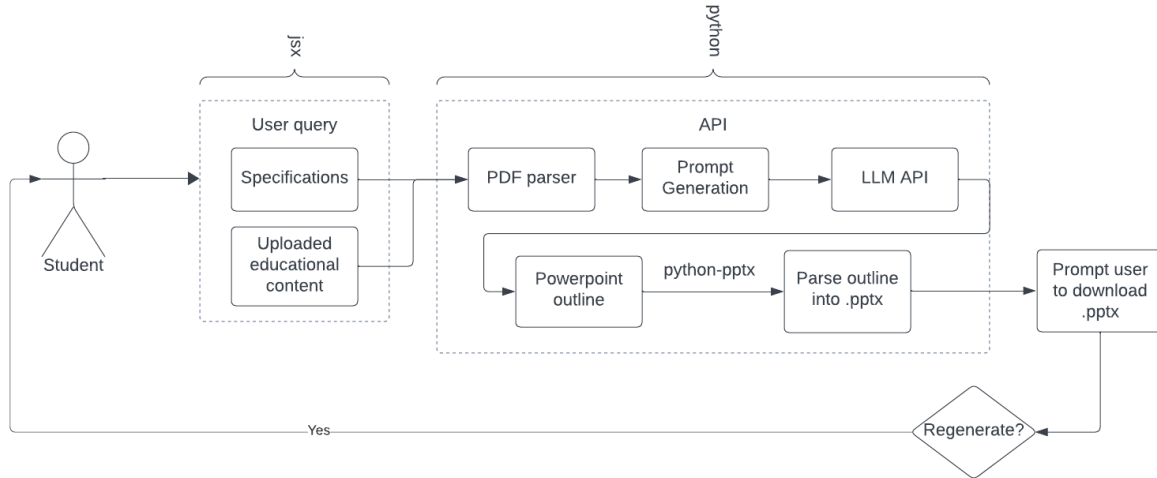 jsx
python
User query
API
Specifications
PDF parser
Prompt
Generation
LLM API
Student
Uploaded
educational
content
Powerpoint
outline
python-pptx
Parse outline
into .pptx
Prompt user
to download
.pptx
Regenerate?
Yes